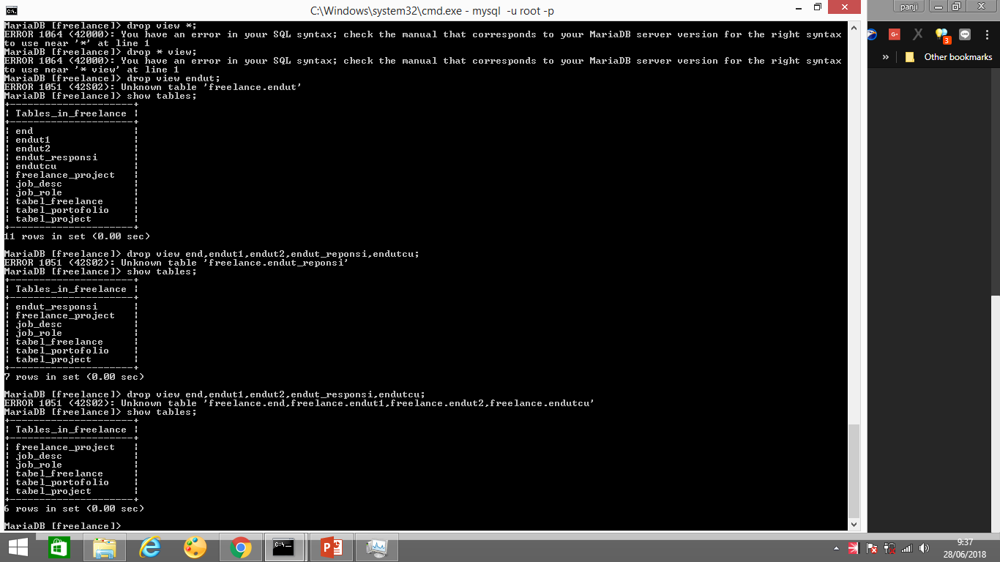 C:\Windows\system32\cmd.exe - mysql -u root -p
panji
MariaDB [freelance]> drop view *;
ERROR 1064 (42000): You have an error in your SQL syntax; check the manual that corresponds to your MariaDB server version for the right syntax
to use near '*' at line 1
MariaDB [freelance]> drop * view;
ERROR 1064 (42000): You have an error in your SQL syntax; check the manual that corresponds to your MariaDB server version for the right syntax
to use near '* view' at line 1
MariaDB [freelance]> drop view endut;
ERROR 1051 (42S02): Unknown table 'freelance.endut'
MariaDB [freelance]> show tables;
+---------------------+
| Tables_in_freelance |
+---------------------+
| end                 |
| endut1              |
| endut2              |
| endut_responsi      |
| endutcu             |
| freelance_project   |
| job_desc            |
| job_role            |
| tabel_freelance     |
| tabel_portofolio    |
| tabel_project       |
+---------------------+
11 rows in set (0.00 sec)
MariaDB [freelance]> drop view end,endut1,endut2,endut_reponsi,endutcu;
ERROR 1051 (42S02): Unknown table 'freelance.endut_reponsi'
MariaDB [freelance]> show tables;
+---------------------+
| Tables_in_freelance |
+---------------------+
| endut_responsi      |
| freelance_project   |
| job_desc            |
| job_role            |
| tabel_freelance     |
| tabel_portofolio    |
| tabel_project       |
+---------------------+
7 rows in set (0.00 sec)
MariaDB [freelance]> drop view end,endut1,endut2,endut_responsi,endutcu;
ERROR 1051 (42S02): Unknown table 'freelance.end,freelance.endut1,freelance.endut2,freelance.endutcu'
MariaDB [freelance]> show tables;
+---------------------+
| Tables_in_freelance |
+---------------------+
| freelance_project   |
| job_desc            |
| job_role            |
| tabel_freelance     |
| tabel_portofolio    |
| tabel_project       |
+---------------------+
6 rows in set (0.00 sec)
MariaDB [freelance]>
3
» Other bookmarks
9:37
28/06/2018